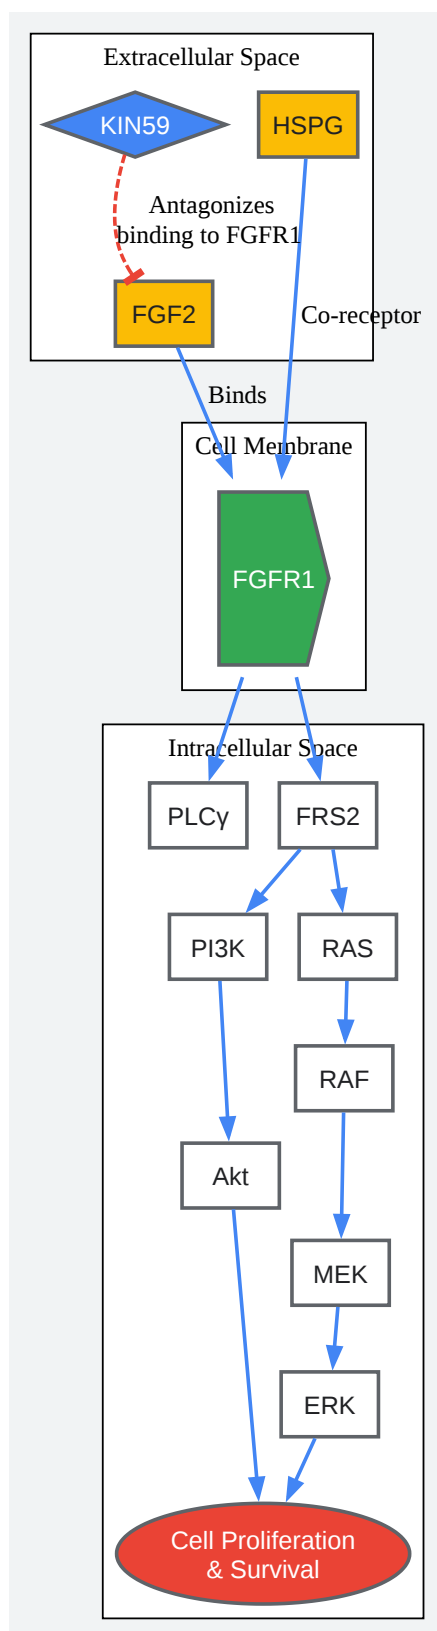 Extracellular Space
KIN59
HSPG
Antagonizes
binding to FGFR1
FGF2
Co-receptor
Binds
Cell Membrane
FGFR1
Intracellular Space
PLCγ
FRS2
PI3K
RAS
RAF
Akt
MEK
ERK
Cell Proliferation
& Survival